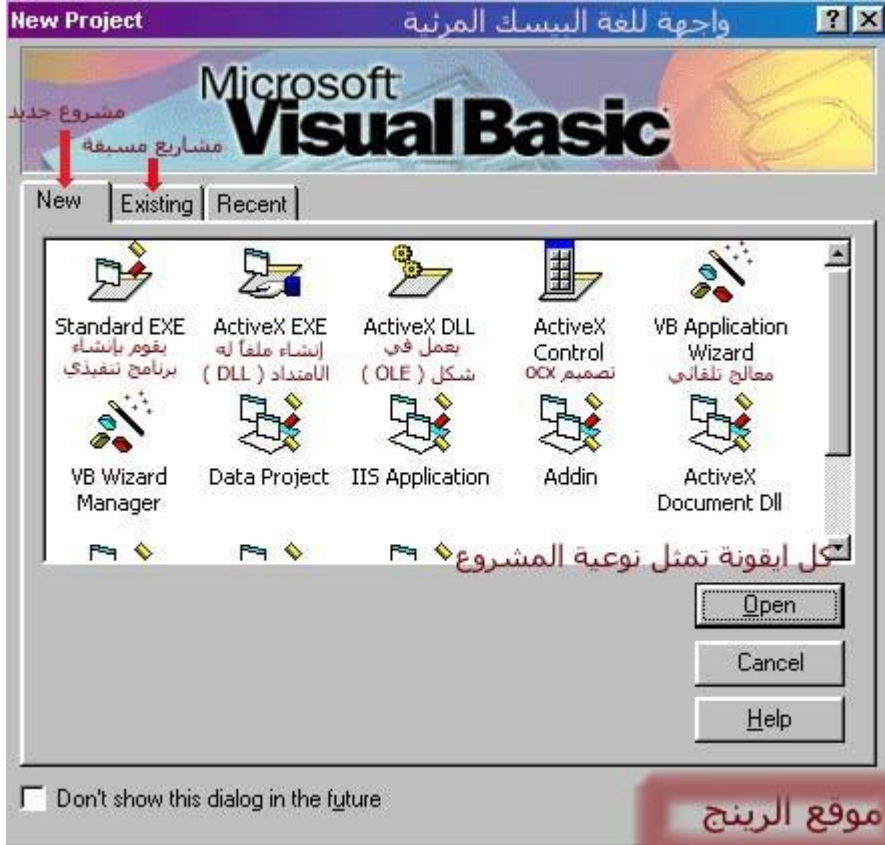 New Project
واجهة للغة البيسك المرئية
Microsoft
Visual Basic
مشروع جديد
مشاريع مسبقة
New Existing Recent
Standard EXE ActiveX EXE ActiveX DLL ActiveX Control VB Application Wizard
يقوم بإنشاء برنامج تنفيذي
إنشاء ملفاً له الامتداد ( DLL )
يعمل في شكل ( OLE )
تصميم ocx
معالج تلقائي
VB Wizard Manager Data Project IIS Application Addin ActiveX Document Dll
كل ايقونة تمثل نوعية المشروع
Open
Cancel
Help
Don't show this dialog in the future
موقع الرينج